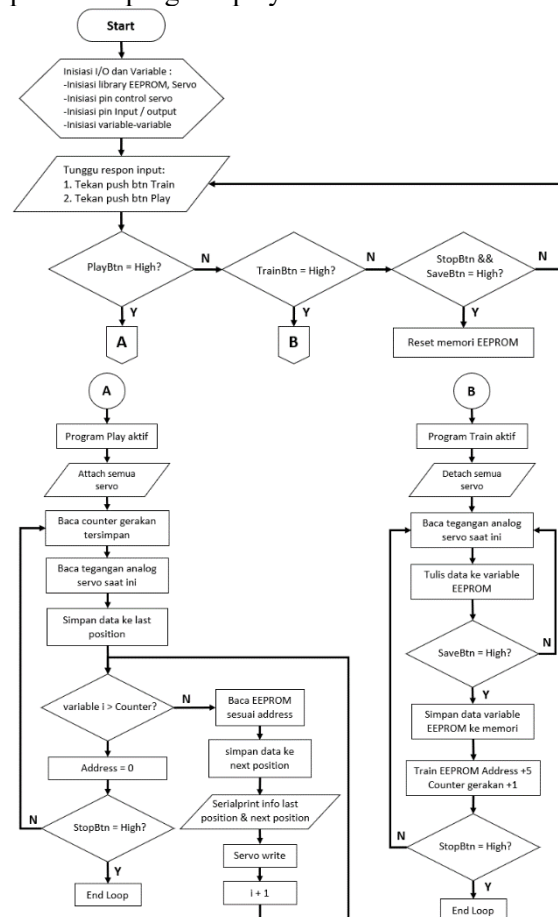 Start
Inisiasi I/O dan Variable :
-Inisiasi library EEPROM, Servo
-Inisiasi pin control servo
-Inisiasi pin Input / output
-Inisiasi variable-variable
Tunggu respon input:
1. Tekan push btn Train
2. Tekan push btn Play
PlayBtn = High?
N
TrainBtn = High?
N
StopBtn &&
SaveBtn = High?
N
Y
Y
Y
A
B
Reset memori EEPROM
A
Program Play aktif
Attach semua
servo
Baca counter gerakan
tersimpan
Baca tegangan analog
servo saat ini
Simpan data ke last
position
variable i > Counter?
N
Y
Address = 0
N
StopBtn = High?
Y
End Loop
Baca EEPROM
sesuai address
simpan data ke
next position
Serialprint info last
position & next position
Servo write
i + 1
B
Program Train aktif
Detach semua
servo
Baca tegangan analog
servo saat ini
Tulis data ke variable
EEPROM
SaveBtn = High?
N
Y
Simpan data variable
EEPROM ke memori
Train EEPROM Address +5
Counter gerakan +1
N
StopBtn = High?
Y
End Loop